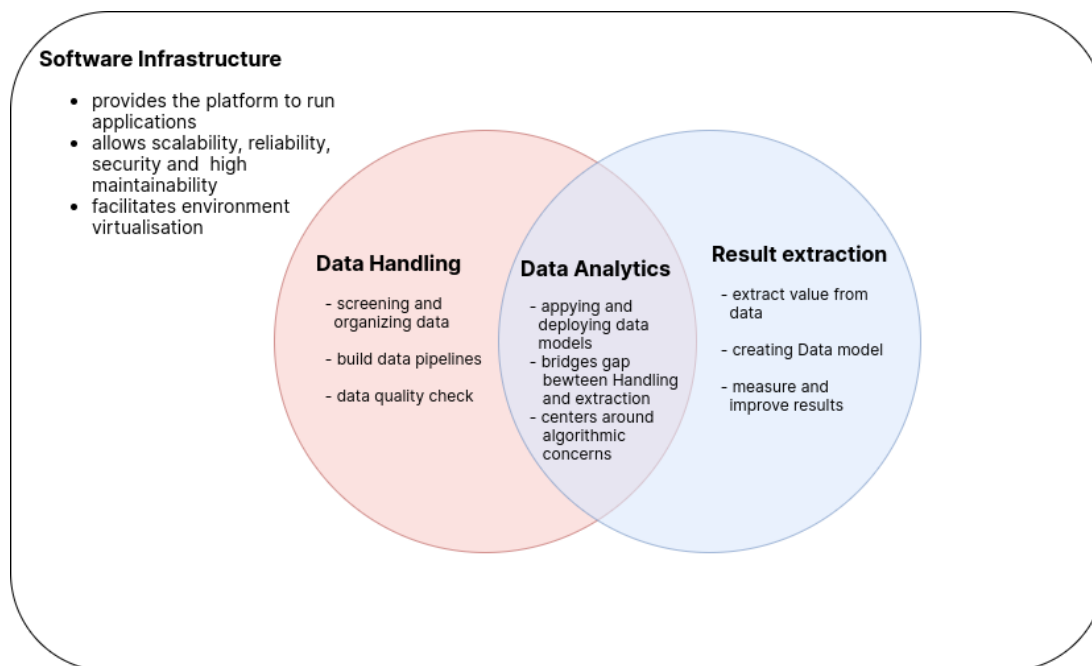 Software Infrastructure
• provides the platform to run
applications
• allows scalability, reliability,
security and  high
maintainability
• facilitates environment
virtualisation
Data Handling
- screening and
organizing data
- build data pipelines
- data quality check
Data Analytics
- appying and
deploying data
models
- bridges gap
bewteen Handling
and extraction
- centers around
algorithmic
concerns
Result extraction
- extract value from
data
- creating Data model
- measure and
improve results